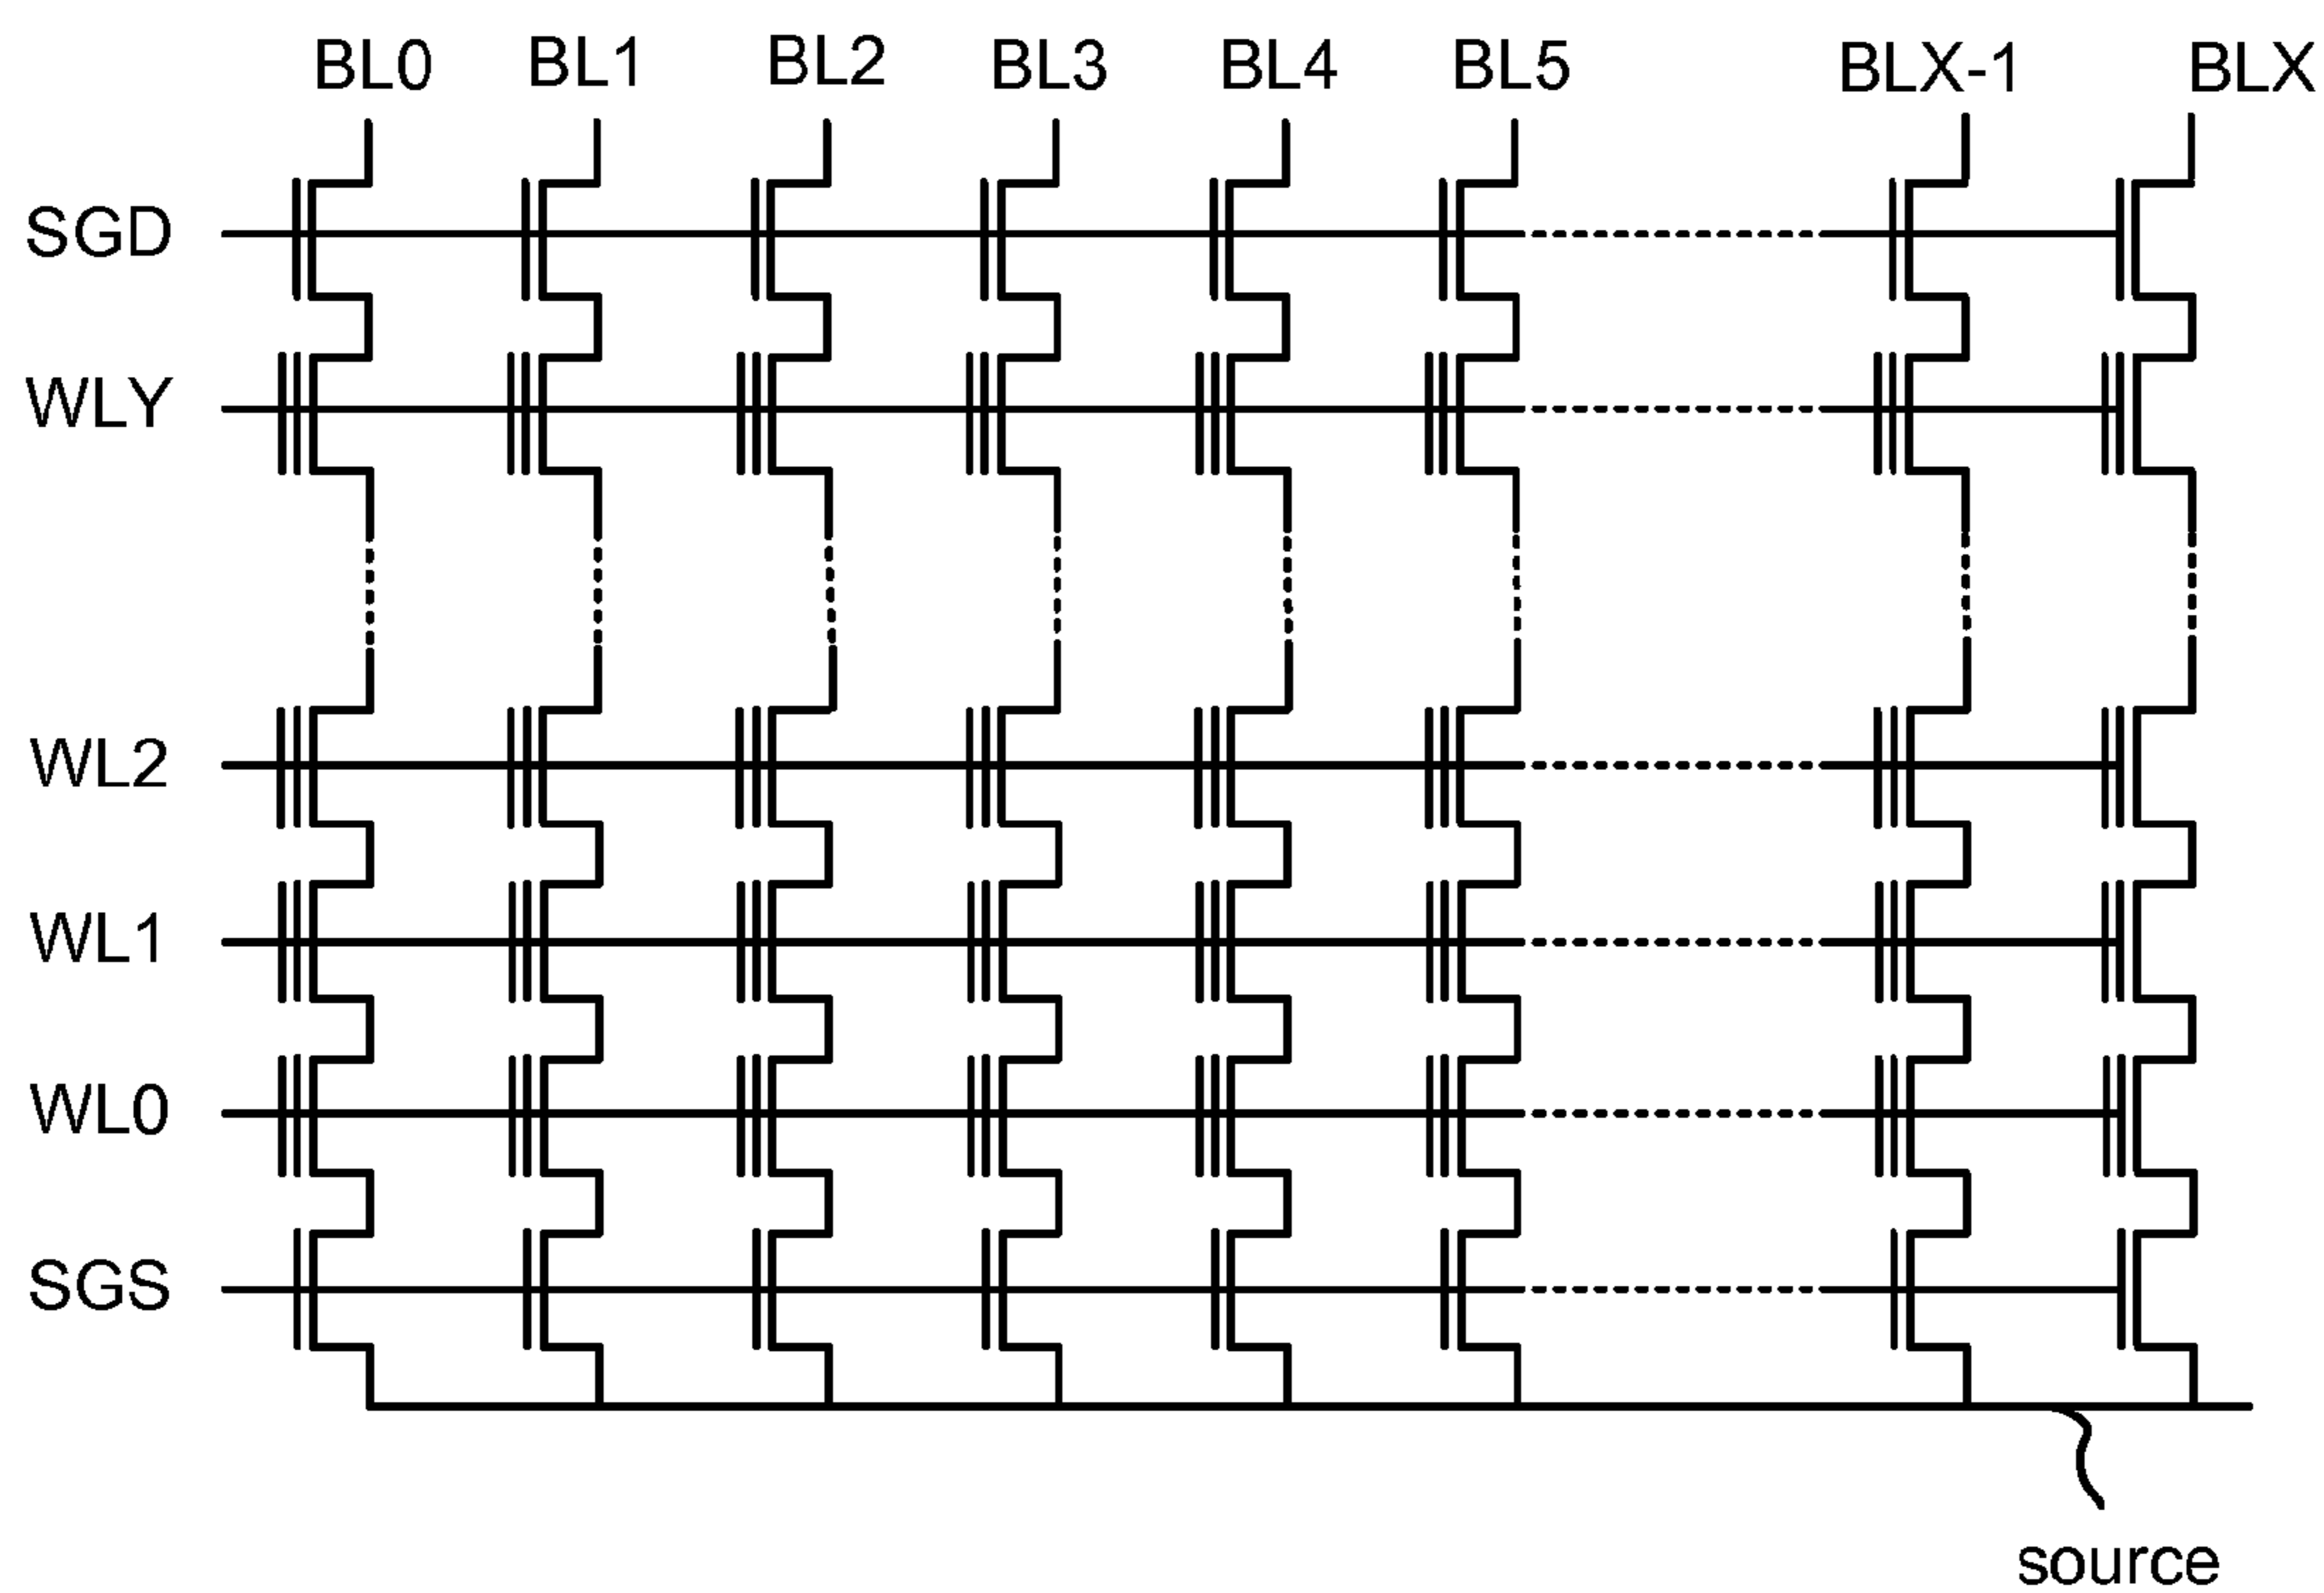 BL0 BL1 BL2 BL3 BL4 BL5 BLX-1 BLX
SGD
WLY
WL2
WL1
WL0
SGS
source